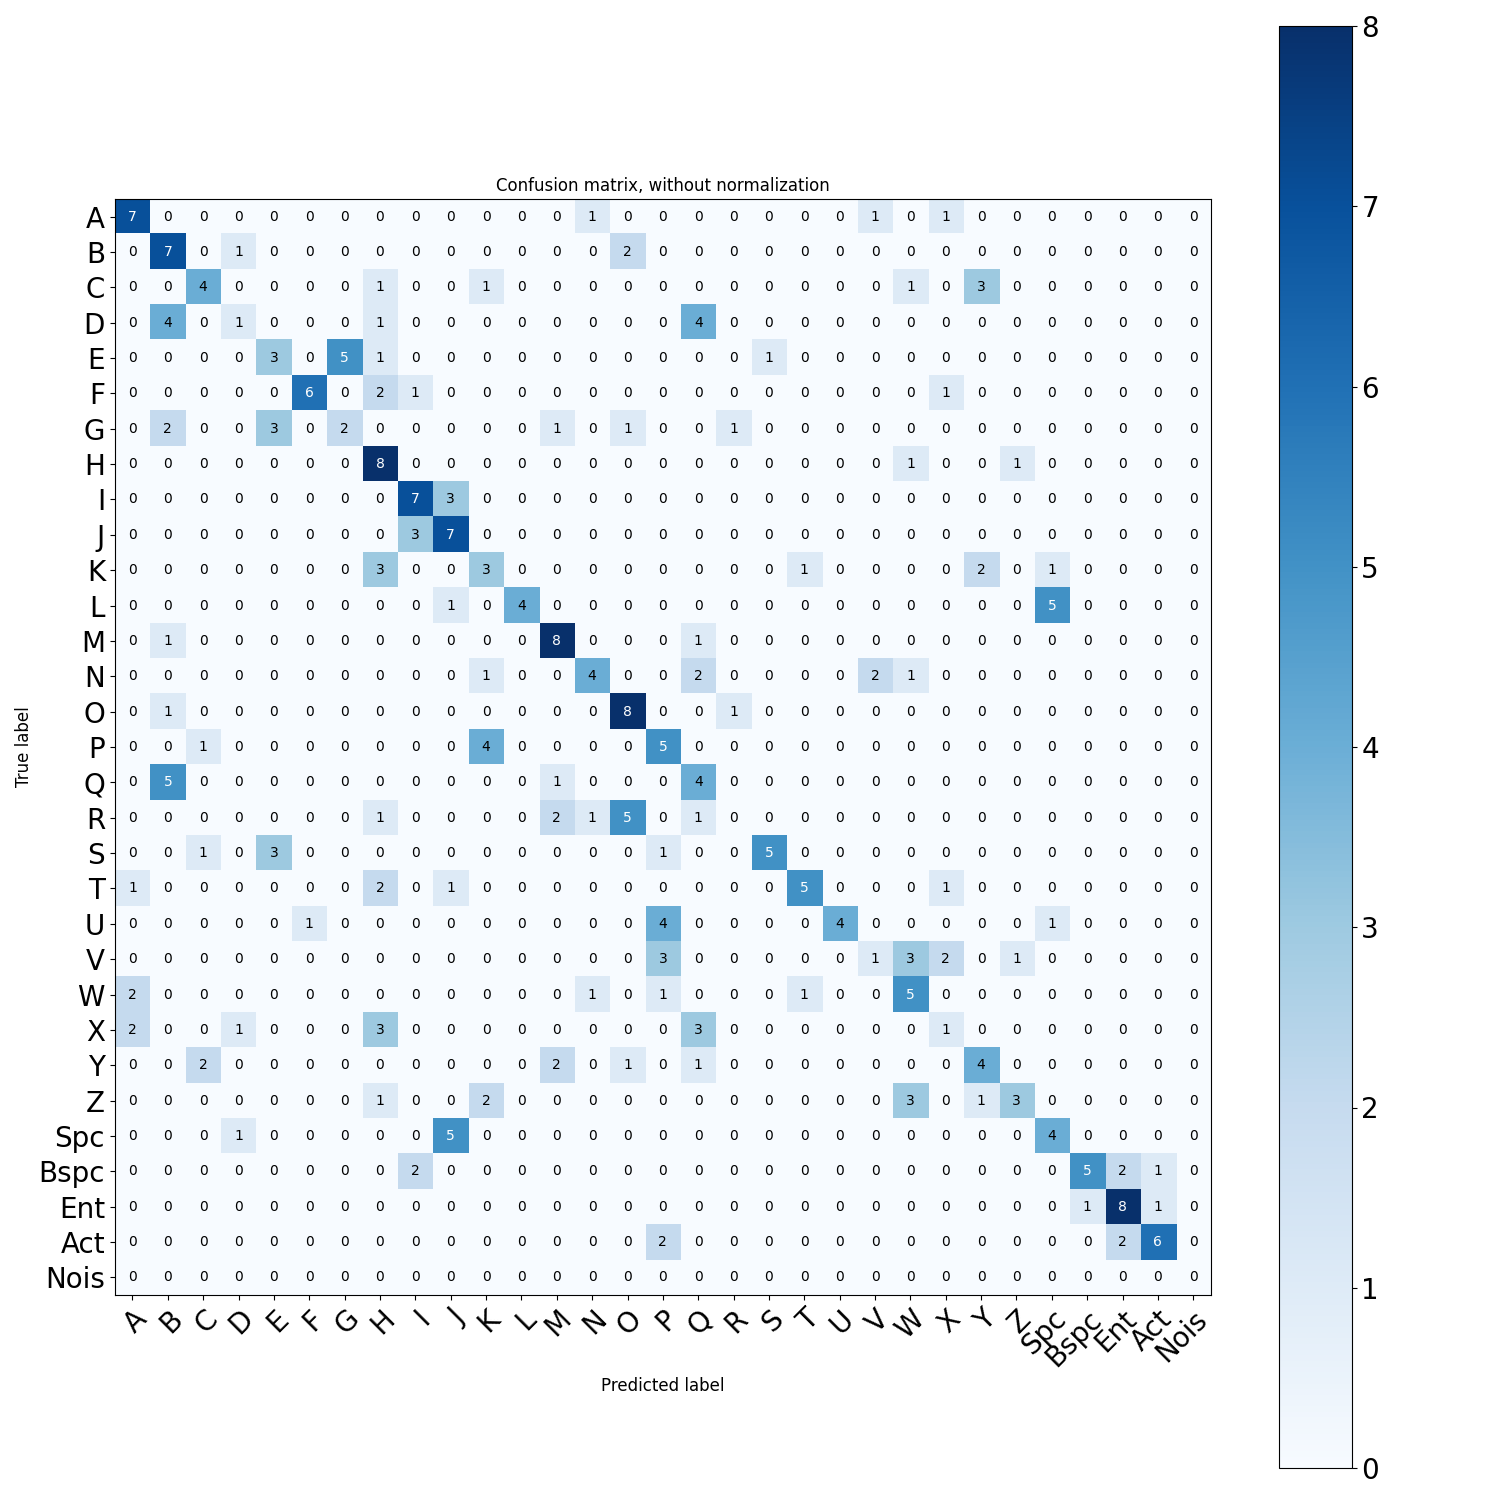 Confusion matrix, without normalization
A 7 0 0 0 0 0 0 0 0 0 0 0 0 1 0 0 0 0 0 0 0 1 0 1 0 0 0 0 0 0 0
B 0 7 0 1 0 0 0 0 0 0 0 0 0 0 2 0 0 0 0 0 0 0 0 0 0 0 0 0 0 0 0
C 0 0 4 0 0 0 0 1 0 0 1 0 0 0 0 0 0 0 0 0 0 0 1 0 3 0 0 0 0 0 0
D 0 4 0 1 0 0 0 1 0 0 0 0 0 0 0 0 4 0 0 0 0 0 0 0 0 0 0 0 0 0 0
E 0 0 0 0 3 0 5 1 0 0 0 0 0 0 0 0 0 0 1 0 0 0 0 0 0 0 0 0 0 0 0
F 0 0 0 0 0 6 0 2 1 0 0 0 0 0 0 0 0 0 0 0 0 0 0 1 0 0 0 0 0 0 0
G 0 2 0 0 3 0 2 0 0 0 0 0 1 0 1 0 0 1 0 0 0 0 0 0 0 0 0 0 0 0 0
H 0 0 0 0 0 0 0 8 0 0 0 0 0 0 0 0 0 0 0 0 0 0 1 0 0 1 0 0 0 0 0
I 0 0 0 0 0 0 0 0 7 3 0 0 0 0 0 0 0 0 0 0 0 0 0 0 0 0 0 0 0 0 0
J 0 0 0 0 0 0 0 0 3 7 0 0 0 0 0 0 0 0 0 0 0 0 0 0 0 0 0 0 0 0 0
K 0 0 0 0 0 0 0 3 0 0 3 0 0 0 0 0 0 0 0 1 0 0 0 0 2 0 1 0 0 0 0
L 0 0 0 0 0 0 0 0 0 1 0 4 0 0 0 0 0 0 0 0 0 0 0 0 0 0 5 0 0 0 0
M 0 1 0 0 0 0 0 0 0 0 0 0 8 0 0 0 1 0 0 0 0 0 0 0 0 0 0 0 0 0 0
N 0 0 0 0 0 0 0 0 0 0 1 0 0 4 0 0 2 0 0 0 0 2 1 0 0 0 0 0 0 0 0
O 0 1 0 0 0 0 0 0 0 0 0 0 0 0 8 0 0 1 0 0 0 0 0 0 0 0 0 0 0 0 0
P 0 0 1 0 0 0 0 0 0 0 4 0 0 0 0 5 0 0 0 0 0 0 0 0 0 0 0 0 0 0 0
Q 0 5 0 0 0 0 0 0 0 0 0 0 1 0 0 0 4 0 0 0 0 0 0 0 0 0 0 0 0 0 0
R 0 0 0 0 0 0 0 1 0 0 0 0 2 1 5 0 1 0 0 0 0 0 0 0 0 0 0 0 0 0 0
S 0 0 1 0 3 0 0 0 0 0 0 0 0 0 0 1 0 0 5 0 0 0 0 0 0 0 0 0 0 0 0
T 1 0 0 0 0 0 0 2 0 1 0 0 0 0 0 0 0 0 0 5 0 0 0 1 0 0 0 0 0 0 0
U 0 0 0 0 0 1 0 0 0 0 0 0 0 0 0 4 0 0 0 0 4 0 0 0 0 0 1 0 0 0 0
V 0 0 0 0 0 0 0 0 0 0 0 0 0 0 0 3 0 0 0 0 0 1 3 2 0 1 0 0 0 0 0
W 2 0 0 0 0 0 0 0 0 0 0 0 0 1 0 1 0 0 0 1 0 0 5 0 0 0 0 0 0 0 0
X 2 0 0 1 0 0 0 3 0 0 0 0 0 0 0 0 3 0 0 0 0 0 0 1 0 0 0 0 0 0 0
Y 0 0 2 0 0 0 0 0 0 0 0 0 2 0 1 0 1 0 0 0 0 0 0 0 4 0 0 0 0 0 0
Z 0 0 0 0 0 0 0 1 0 0 2 0 0 0 0 0 0 0 0 0 0 0 3 0 1 3 0 0 0 0 0
Spc 0 0 0 1 0 0 0 0 0 5 0 0 0 0 0 0 0 0 0 0 0 0 0 0 0 0 4 0 0 0 0
Bspc 0 0 0 0 0 0 0 0 2 0 0 0 0 0 0 0 0 0 0 0 0 0 0 0 0 0 0 5 2 1 0
Ent 0 0 0 0 0 0 0 0 0 0 0 0 0 0 0 0 0 0 0 0 0 0 0 0 0 0 0 1 8 1 0
Act 0 0 0 0 0 0 0 0 0 0 0 0 0 0 0 2 0 0 0 0 0 0 0 0 0 0 0 0 2 6 0
Nois 0 0 0 0 0 0 0 0 0 0 0 0 0 0 0 0 0 0 0 0 0 0 0 0 0 0 0 0 0 0 0
A B C D E F G H I J K L M N O P Q R S T U V W X Y Z Spc Bspc Ent Act Nois
Predicted label
True label
8
7
6
5
4
3
2
1
0